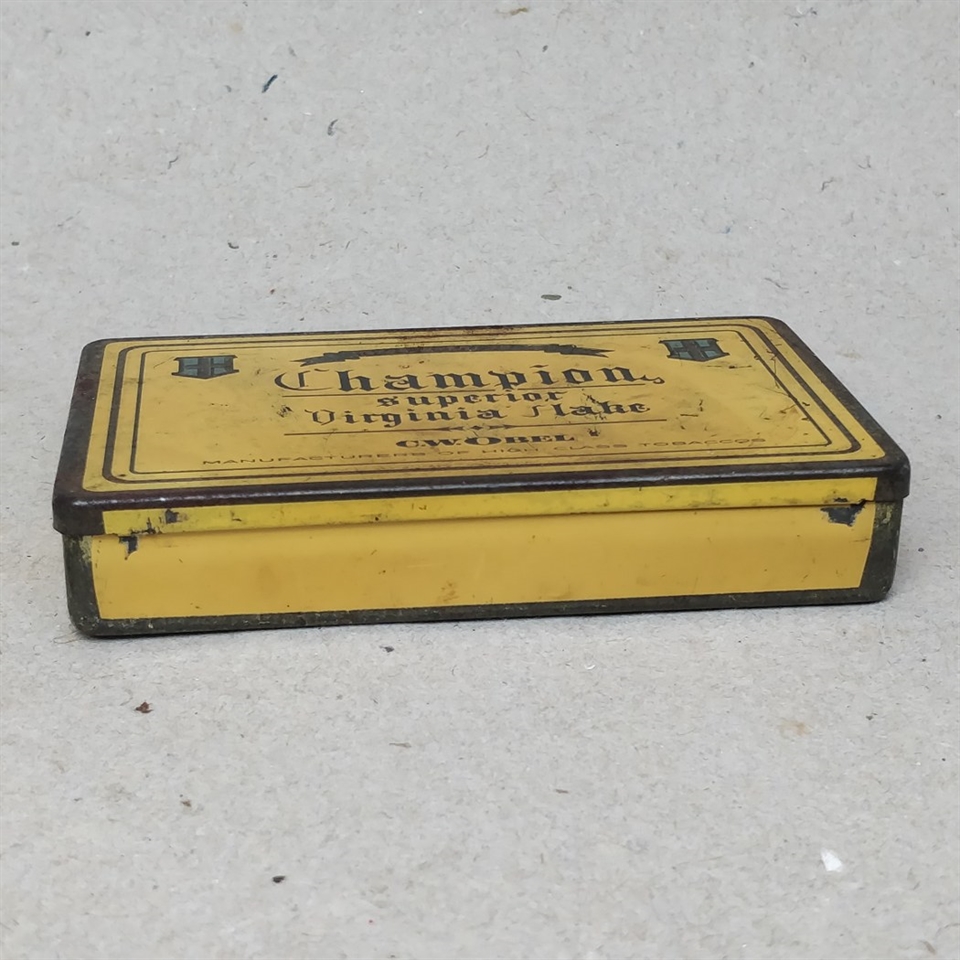 Champion
Superior
Virginia Flake
C.W. OBEL
MANUFACTURERS OF HIGH CLASS TOBACCOS